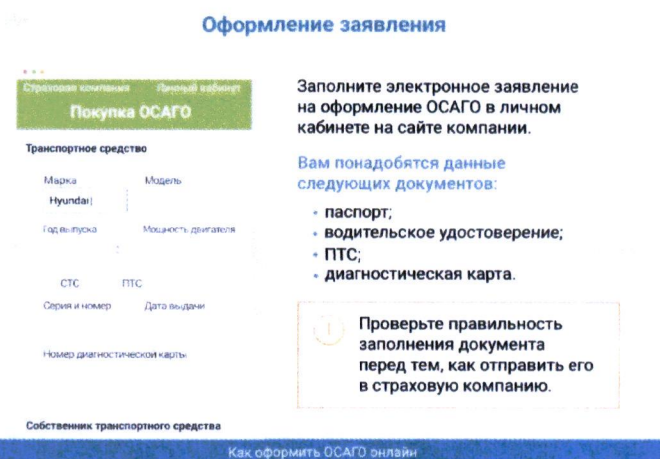 Оформление заявления
Страховая компания Личный кабинет
Покупка ОСАГО
Транспортное средство
Марка Модель
Hyundai
Год выпуска Мощность двигателя
СТС ПТС
Серия и номер Дата выдачи
Номер диагностической карты
Собственник транспортного средства
Заполните электронное заявление
на оформление ОСАГО в личном
кабинете на сайте компании.
Вам понадобятся данные
следующих документов:
• паспорт;
• водительское удостоверение;
• ПТС;
• диагностическая карта.
Проверьте правильность
заполнения документа
перед тем, как отправить его
в страховую компанию.
Как оформить ОСАГО онлайн